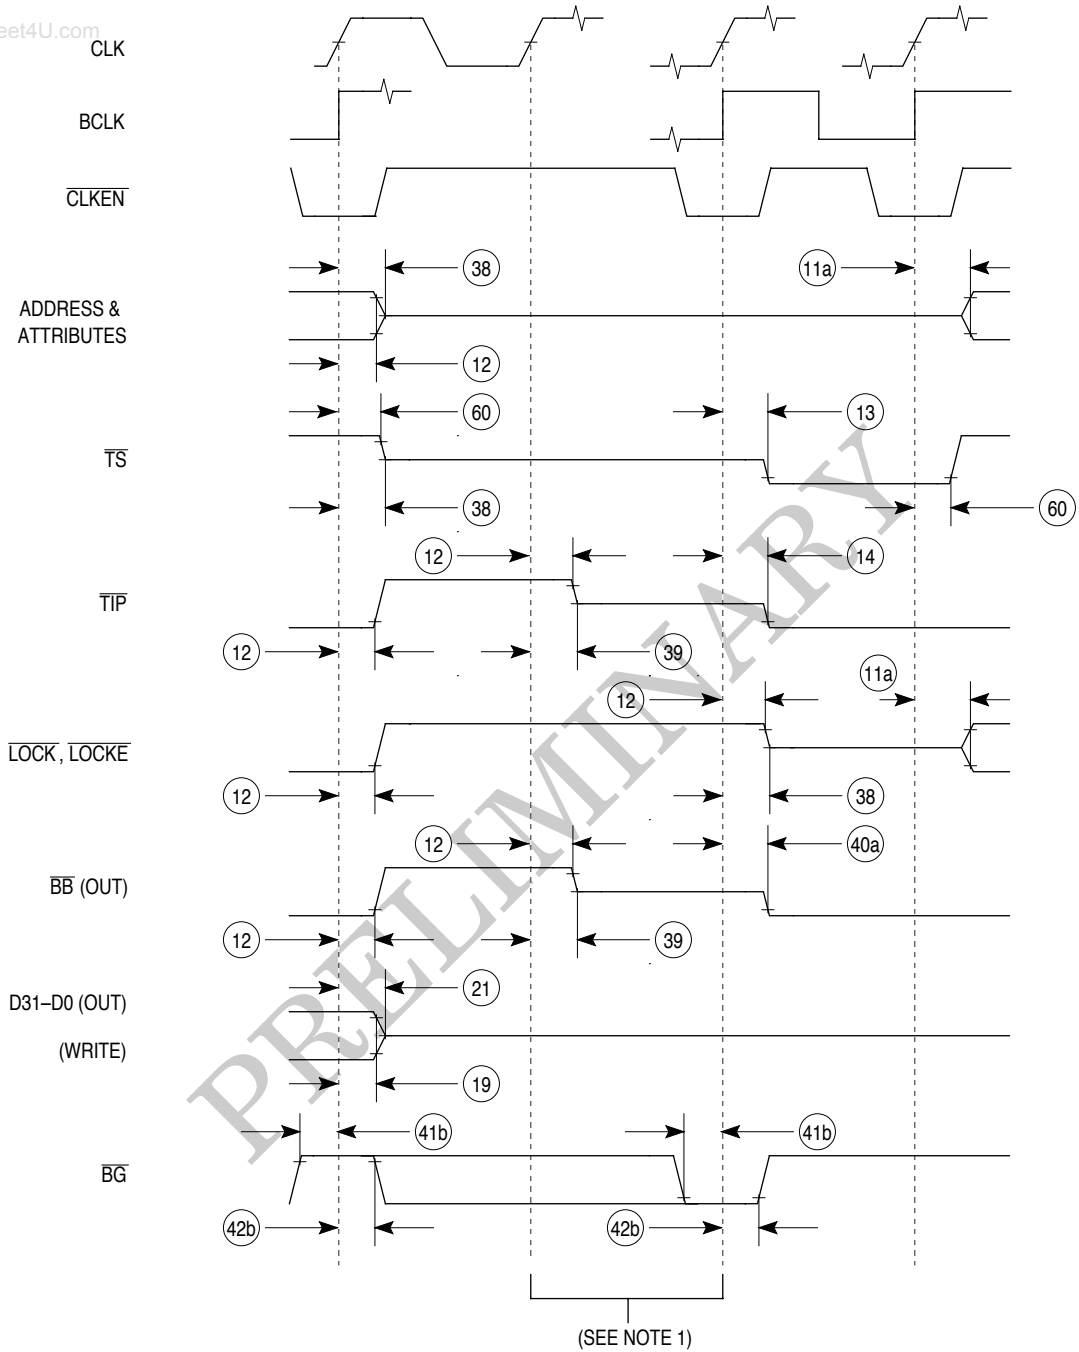 eet4U.com
CLK
BCLK
CLKEN
38
11a
ADDRESS &
ATTRIBUTES
12
60
13
TS
38
60
12
14
TIP
12
39
11a
12
LOCK, LOCKE
12
38
12
40a
BB (OUT)
12
39
D31–D0 (OUT)
21
(WRITE)
19
41b
41b
BG
42b
42b
(SEE NOTE 1)
PRELIMINARY